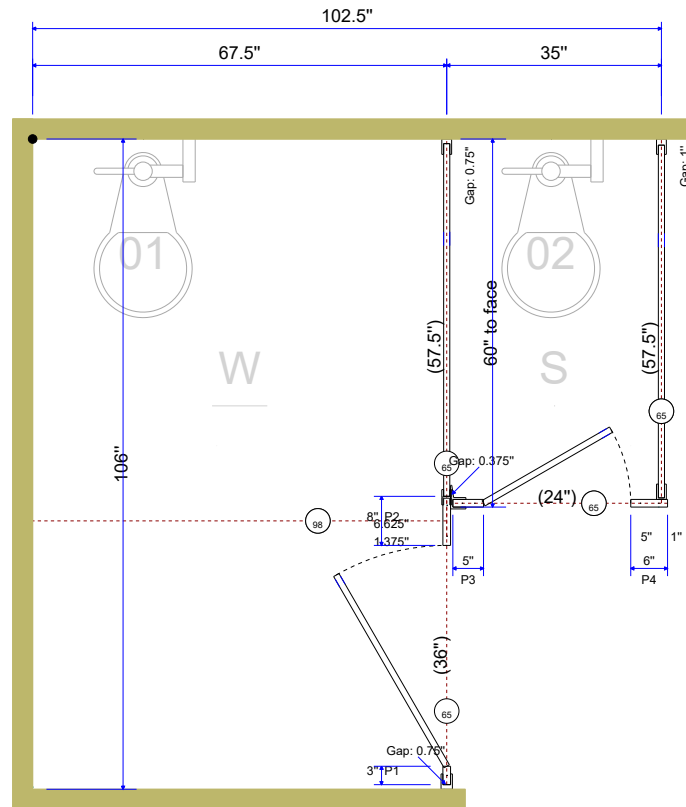 102.5"
67.5"
35"
Gap: 0.75"
Gap: 1"
01
02
60" to face
(57.5")
(57.5")
W
S
106"
65
65
Gap: 0.375"
(24")
65
98
8" P2
6.625"
1.375"
5"
P3
5" 1"
6"
P4
(36")
65
Gap: 0.75"
3" P1